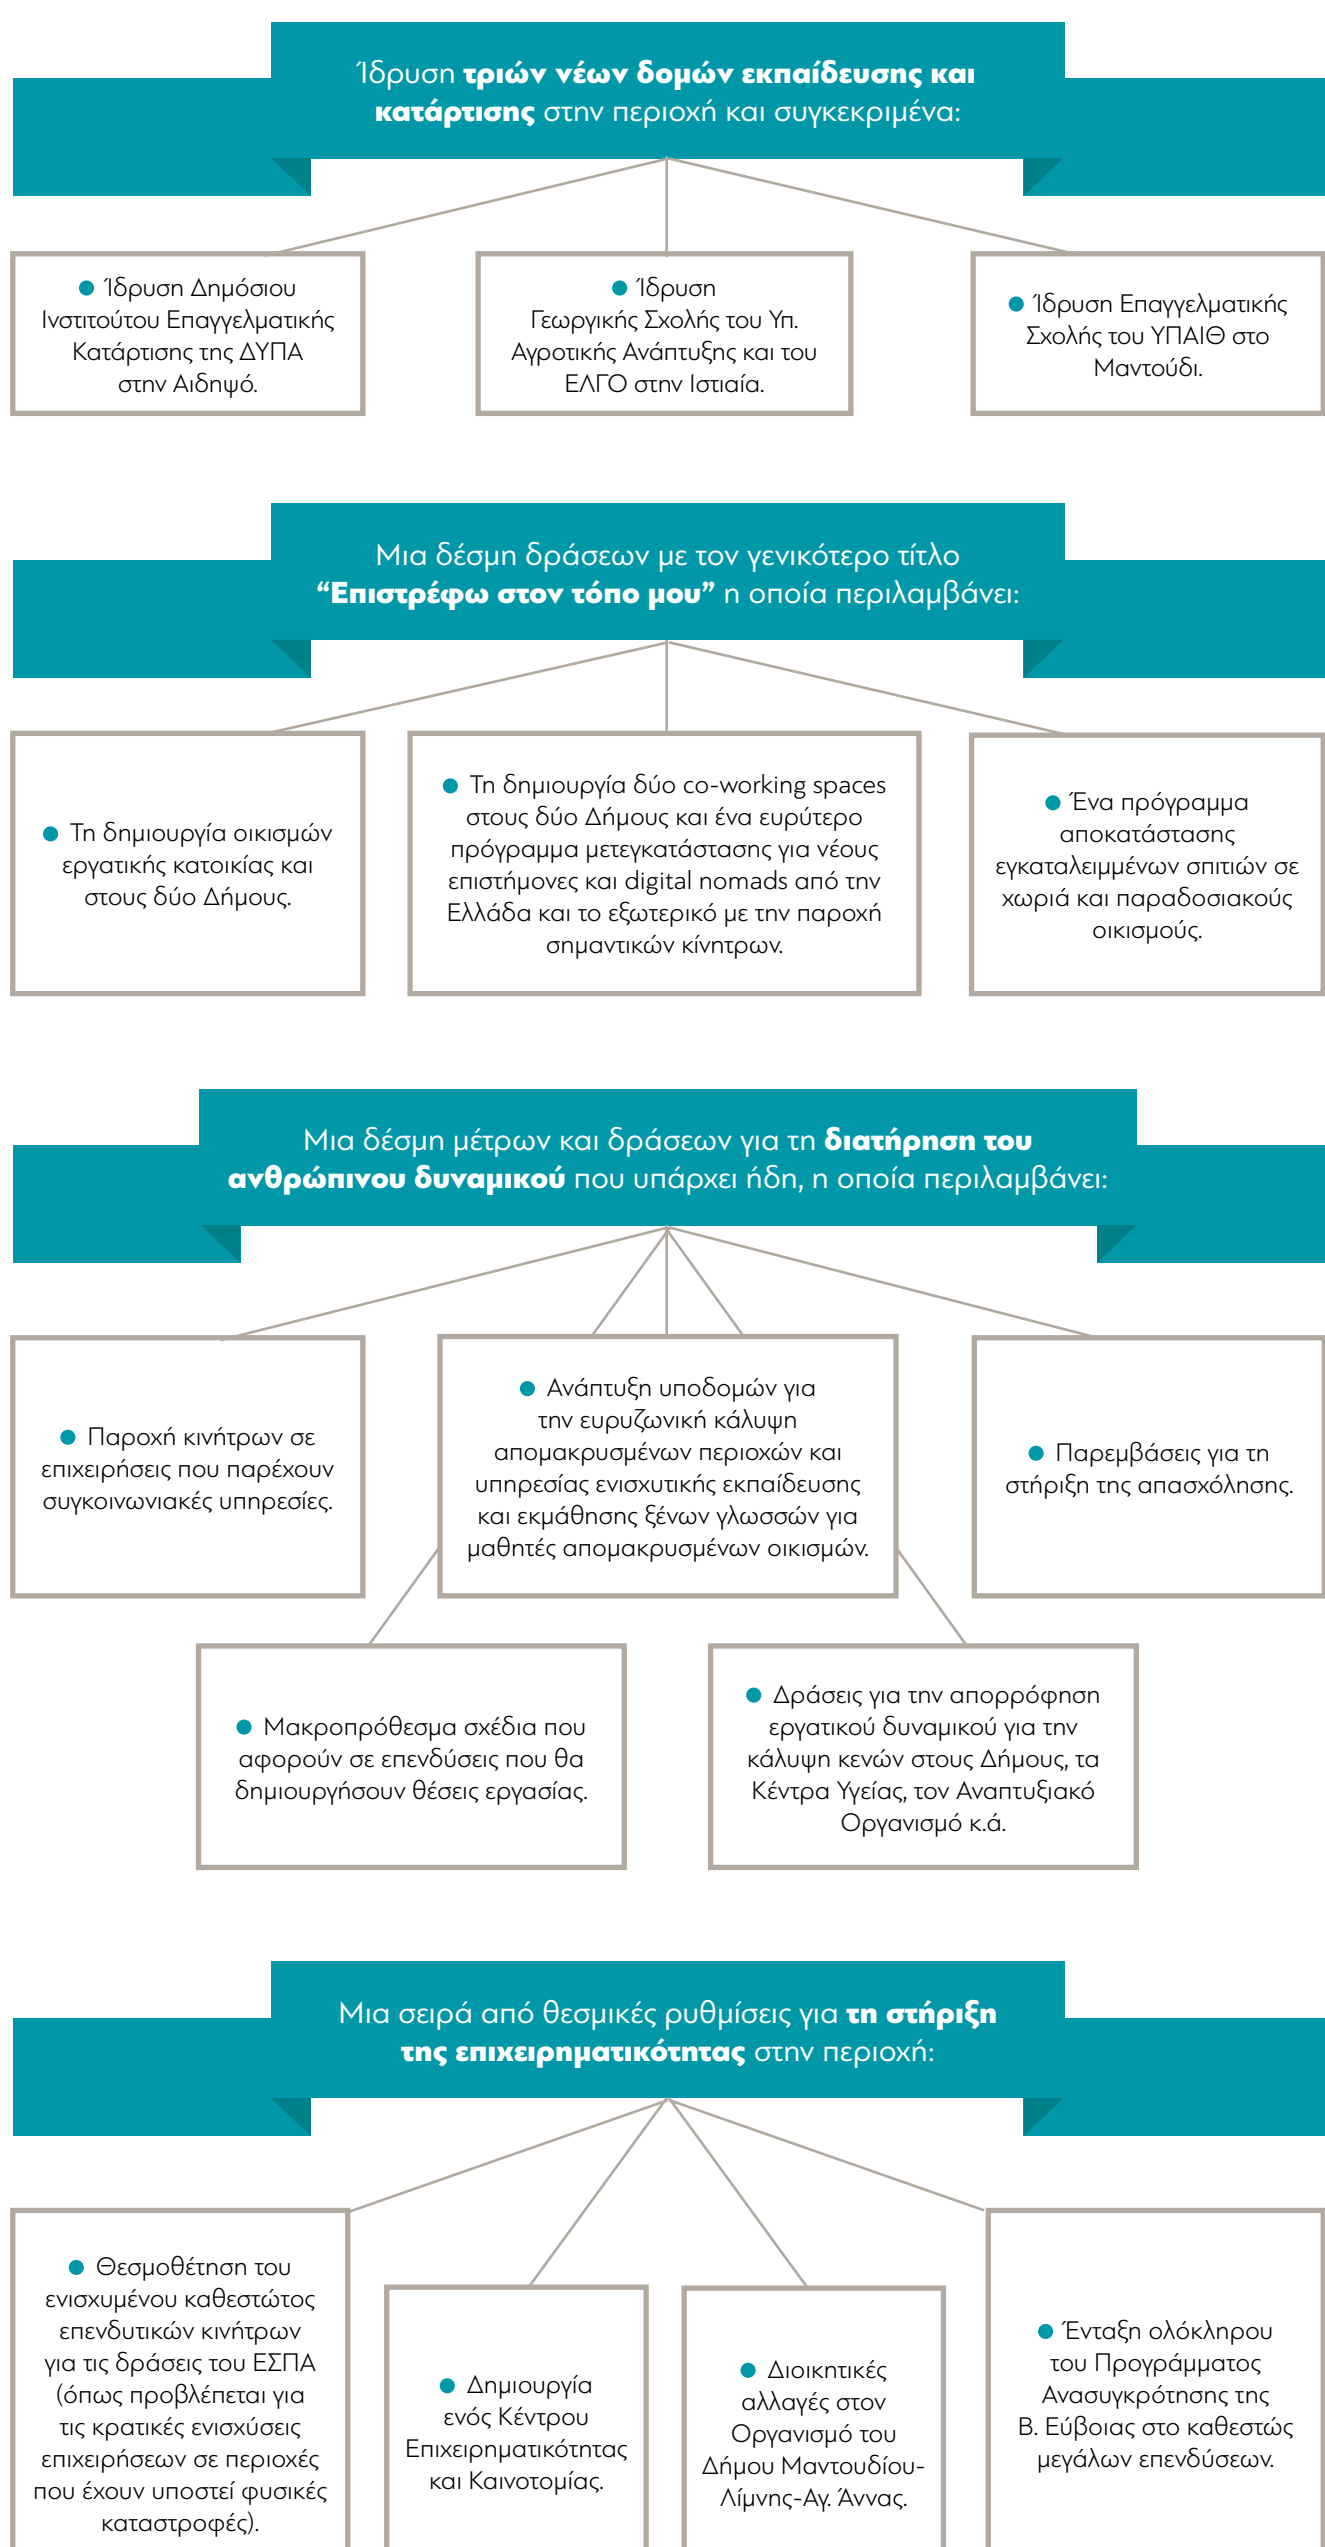 Ίδρυση τριών νέων δομών εκπαίδευσης και
κατάρτισης στην περιοχή και συγκεκριμένα:
● Ίδρυση Δημόσιου
Ινστιτούτου Επαγγελματικής
Κατάρτισης της ΔΥΠΑ
στην Αιδηψό.
● Ίδρυση
Γεωργικής Σχολής του Υπ.
Αγροτικής Ανάπτυξης και του
ΕΛΓΟ στην Ιστιαία.
● Ίδρυση Επαγγελματικής
Σχολής του ΥΠΑΙΘ στο
Μαντούδι.
Μια δέσμη δράσεων με τον γενικότερο τίτλο
“Επιστρέφω στον τόπο μου” η οποία περιλαμβάνει:
● Τη δημιουργία οικισμών
εργατικής κατοικίας και
στους δύο Δήμους.
● Τη δημιουργία δύο co-working spaces
στους δύο Δήμους και ένα ευρύτερο
πρόγραμμα μετεγκατάστασης για νέους
επιστήμονες και digital nomads από την
Ελλάδα και το εξωτερικό με την παροχή
σημαντικών κίνητρων.
● Ένα πρόγραμμα
αποκατάστασης
εγκαταλειμμένων σπιτιών σε
χωριά και παραδοσιακούς
οικισμούς.
Μια δέσμη μέτρων και δράσεων για τη διατήρηση του
ανθρώπινου δυναμικού που υπάρχει ήδη, η οποία περιλαμβάνει:
● Παροχή κινήτρων σε
επιχειρήσεις που παρέχουν
συγκοινωνιακές υπηρεσίες.
● Ανάπτυξη υποδομών για
την ευρυζωνική κάλυψη
απομακρυσμένων περιοχών και
υπηρεσίας ενισχυτικής εκπαίδευσης
και εκμάθησης ξένων γλωσσών για
μαθητές απομακρυσμένων οικισμών.
● Παρεμβάσεις για τη
στήριξη της απασχόλησης.
● Μακροπρόθεσμα σχέδια που
αφορούν σε επενδύσεις που θα
δημιουργήσουν θέσεις εργασίας.
● Δράσεις για την απορρόφηση
εργατικού δυναμικού για την
κάλυψη κενών στους Δήμους, τα
Κέντρα Υγείας, τον Αναπτυξιακό
Οργανισμό κ.ά.
Μια σειρά από θεσμικές ρυθμίσεις για τη στήριξη
της επιχειρηματικότητας στην περιοχή:
● Θεσμοθέτηση του
ενισχυμένου καθεστώτος
επενδυτικών κινήτρων
για τις δράσεις του ΕΣΠΑ
(όπως προβλέπεται για
τις κρατικές ενισχύσεις
επιχειρήσεων σε περιοχές
που έχουν υποστεί φυσικές
καταστροφές).
● Δημιουργία
ενός Κέντρου
Επιχειρηματικότητας
και Καινοτομίας.
● Διοικητικές
αλλαγές στον
Οργανισμό του
Δήμου Μαντουδίου-
Λίμνης-Αγ. Άννας.
● Ένταξη ολόκληρου
του Προγράμματος
Ανασυγκρότησης της
Β. Εύβοιας στο καθεστώς
μεγάλων επενδύσεων.